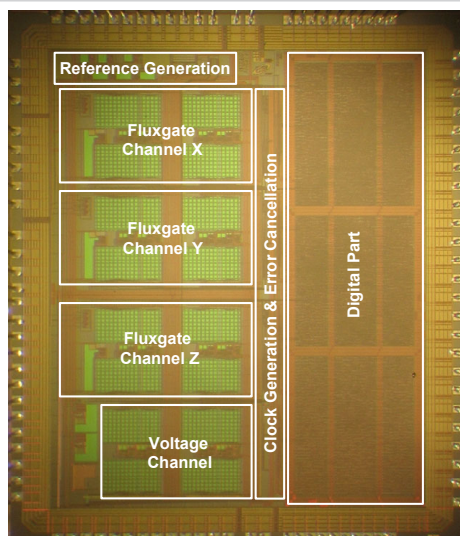 Reference Generation
Fluxgate
Channel X
Fluxgate
Channel Y
Fluxgate
Channel Z
Voltage
Channel
Clock Generation & Error Cancellation
Digital Part